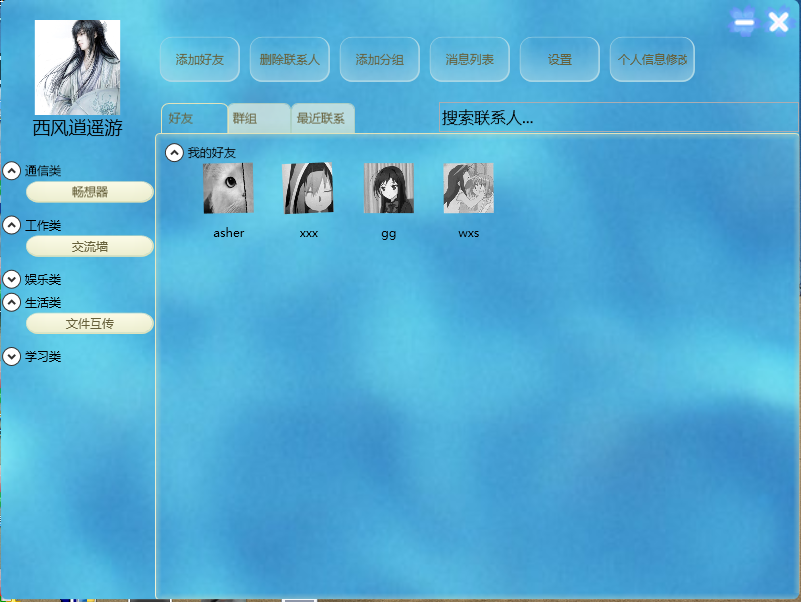 添加好友
删除联系人
添加分组
消息列表
设置
个人信息修改
西风逍遥游
好友
群组
最近联系
搜索联系人...
通信类
畅想器
工作类
交流墙
娱乐类
生活类
文件互传
学习类
我的好友
asher
xxx
gg
wxs